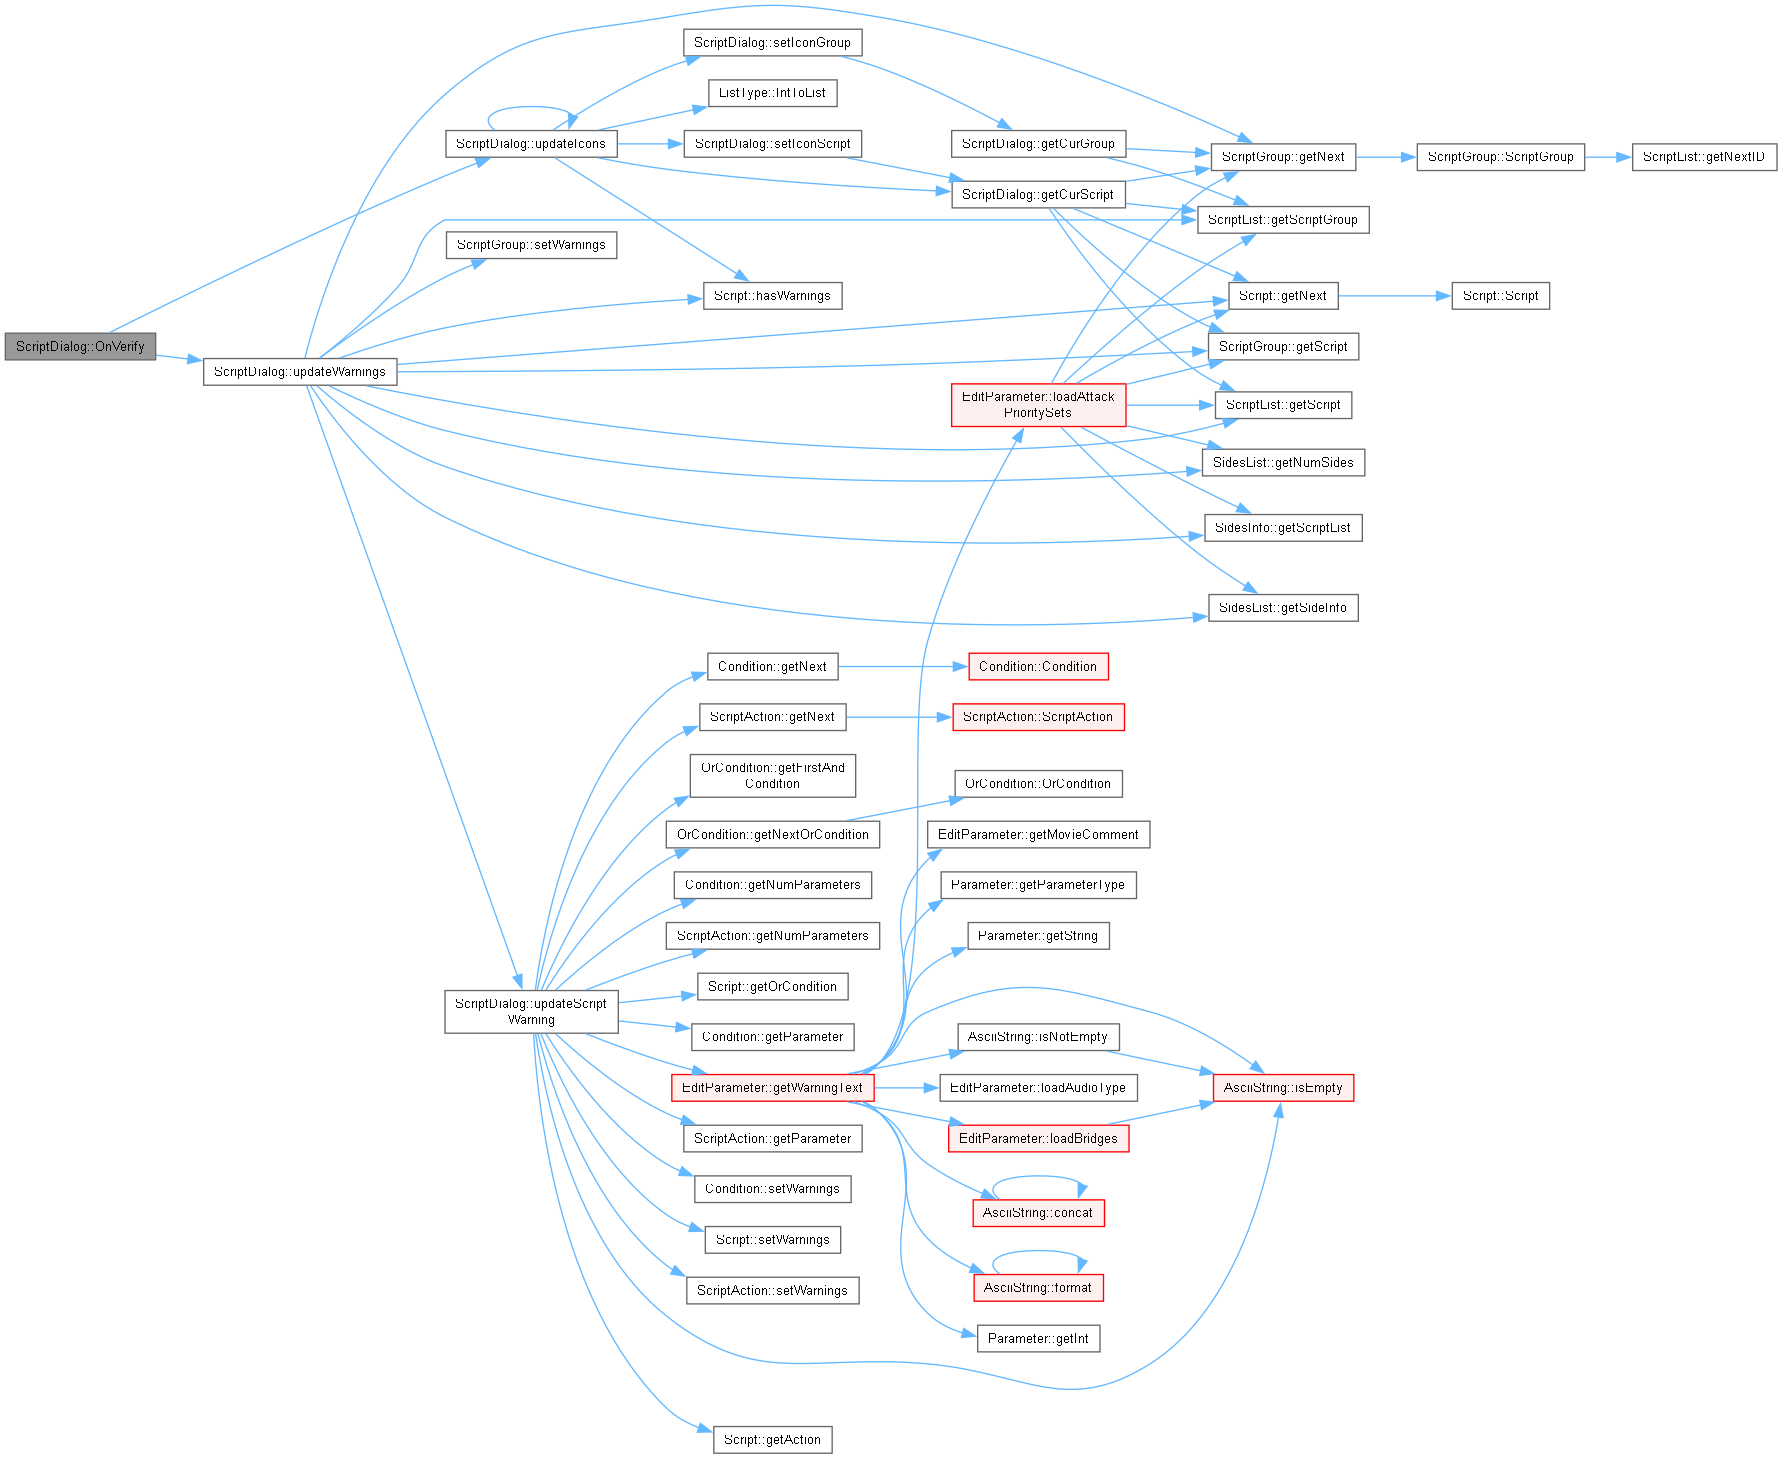 ScriptDialog::OnVerify
ScriptDialog::updateWarnings
ScriptDialog::updateIcons
ScriptGroup::setWarnings
ScriptDialog::updateScript
Warning
ScriptDialog::setIconGroup
ListType::IntToList
ScriptDialog::setIconScript
Script::hasWarnings
Condition::getNext
ScriptAction::getNext
OrCondition::getFirstAnd
Condition
OrCondition::getNextOrCondition
Condition::getNumParameters
ScriptAction::getNumParameters
Script::getOrCondition
Condition::getParameter
EditParameter::getWarningText
ScriptAction::getParameter
Condition::setWarnings
Script::setWarnings
ScriptAction::setWarnings
Script::getAction
ScriptDialog::getCurGroup
ScriptDialog::getCurScript
EditParameter::loadAttack
PrioritySets
Condition::Condition
ScriptAction::ScriptAction
OrCondition::OrCondition
EditParameter::getMovieComment
Parameter::getParameterType
Parameter::getString
AsciiString::isNotEmpty
EditParameter::loadAudioType
EditParameter::loadBridges
AsciiString::concat
AsciiString::format
Parameter::getInt
ScriptGroup::getNext
ScriptList::getScriptGroup
Script::getNext
ScriptGroup::getScript
ScriptList::getScript
SidesList::getNumSides
SidesInfo::getScriptList
SidesList::getSideInfo
AsciiString::isEmpty
ScriptGroup::ScriptGroup
Script::Script
ScriptList::getNextID